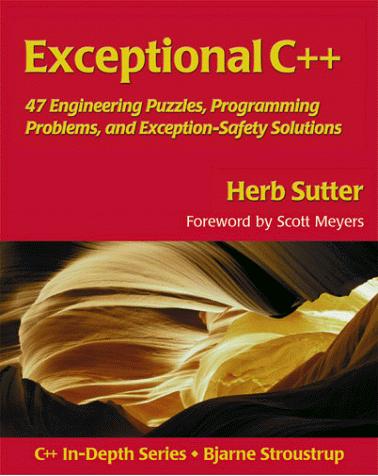 Exceptional C++
47 Engineering Puzzles, Programming
Problems, and Exception-Safety Solutions
Herb Sutter
Foreword by Scott Meyers
C++ In-Depth Series • Bjarne Stroustrup